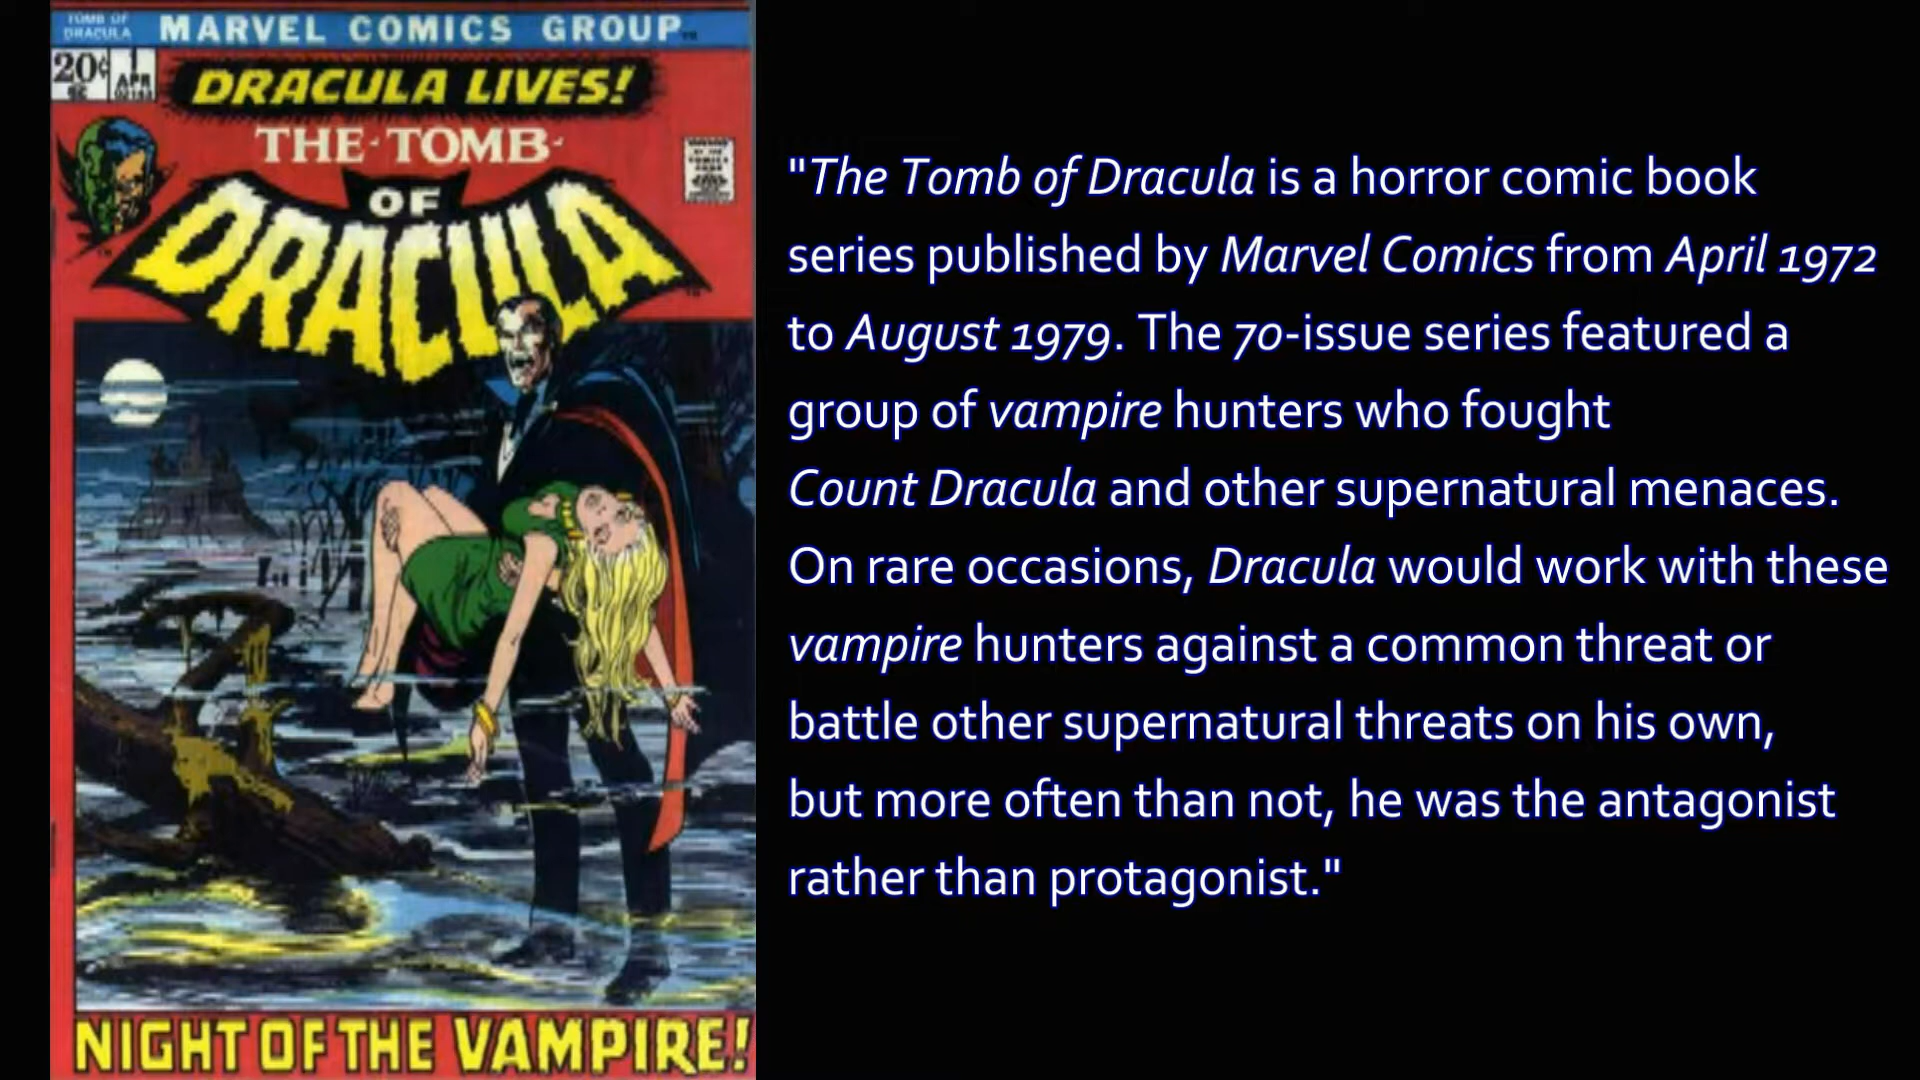 TOMB OF
DRACULA
MARVEL COMICS GROUP
20¢
1
APR
DRACULA LIVES!
THE TOMB
OF
DRACULA
"The Tomb of Dracula is a horror comic book
series published by Marvel Comics from April 1972
to August 1979. The 70-issue series featured a
group of vampire hunters who fought
Count Dracula and other supernatural menaces.
On rare occasions, Dracula would work with these
vampire hunters against a common threat or
battle other supernatural threats on his own,
but more often than not, he was the antagonist
rather than protagonist."
NIGHT OF THE VAMPIRE!